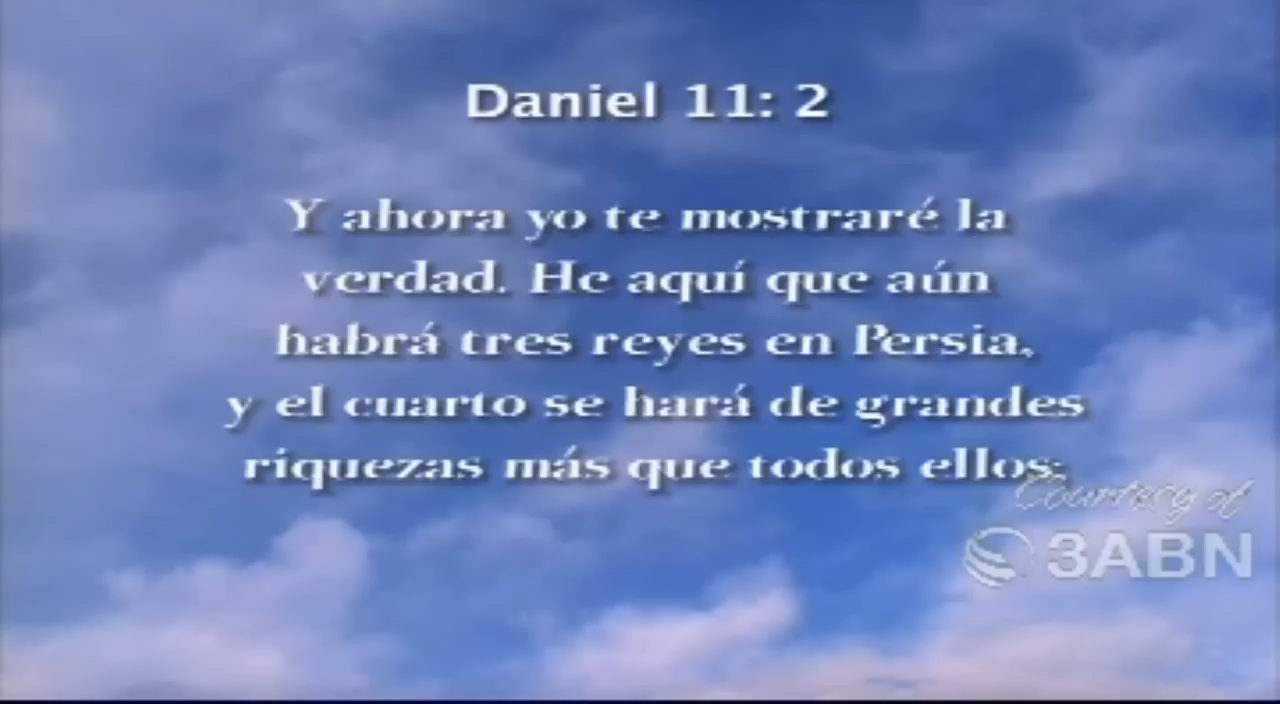 Daniel 11: 2
Y ahora yo te mostraré la
verdad. He aquí que aún
habrá tres reyes en Persia,
y el cuarto se hará de grandes
riquezas más que todos ellos;
Courtesy of
3ABN